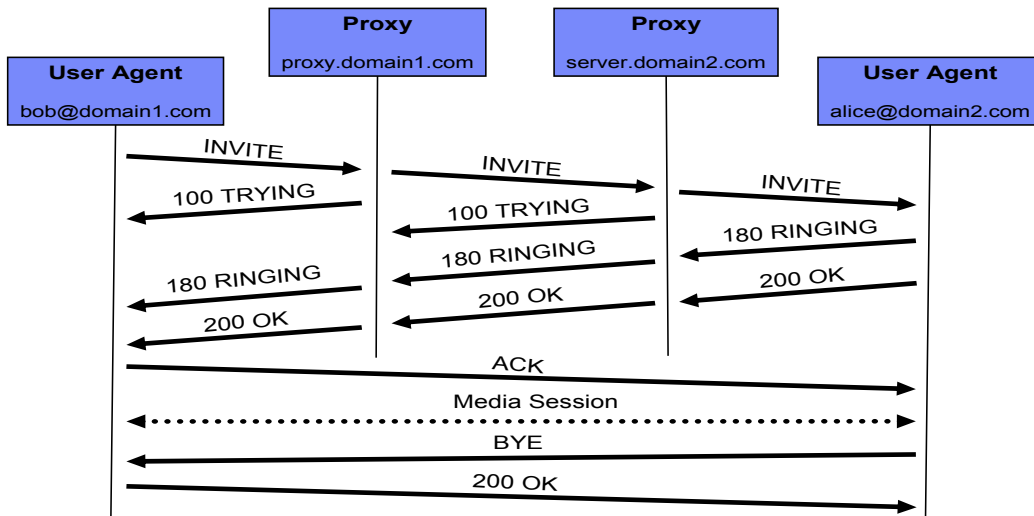 Proxy
proxy.domain1.com
Proxy
server.domain2.com
User Agent
bob@domain1.com
User Agent
alice@domain2.com
INVITE
INVITE
INVITE
100 TRYING
100 TRYING
180 RINGING
180 RINGING
180 RINGING
200 OK
200 OK
200 OK
ACK
Media Session
BYE
200 OK